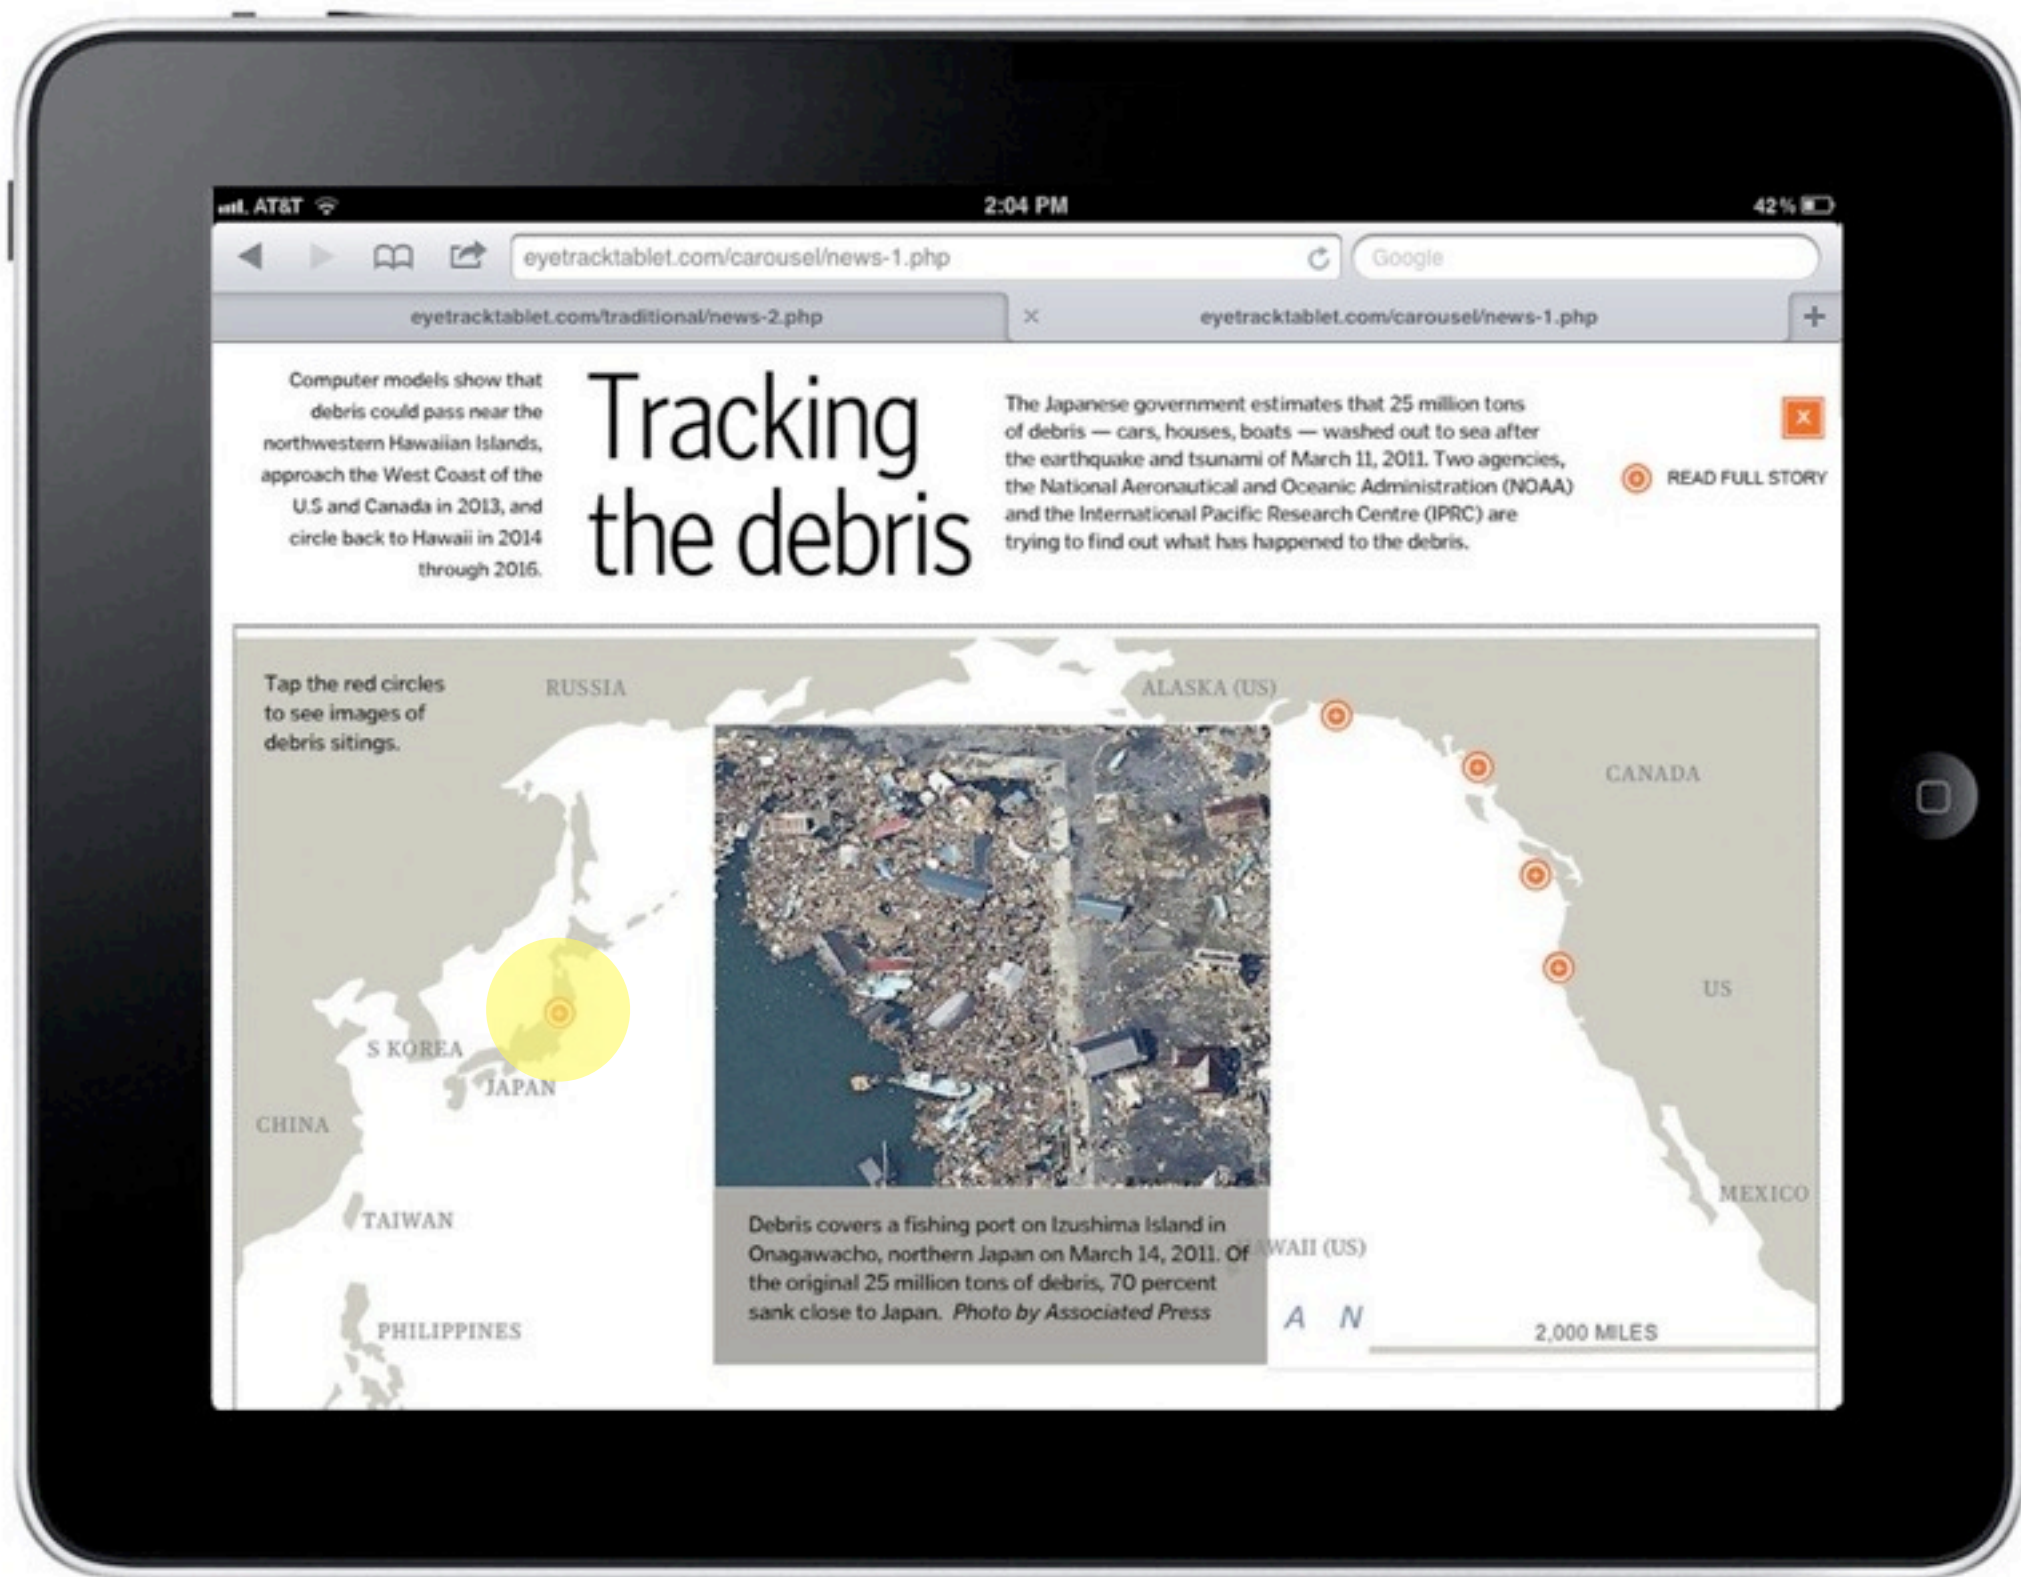 AT&T
2:04 PM
42%
eyetracktablet.com/carousel/news-1.php
Google
eyetracktablet.com/traditional/news-2.php
eyetracktablet.com/carousel/news-1.php
Computer models show that
debris could pass near the
northwestern Hawaiian Islands,
approach the West Coast of the
U.S and Canada in 2013, and
circle back to Hawaii in 2014
through 2016.
Tracking
the debris
The Japanese government estimates that 25 million tons
of debris — cars, houses, boats — washed out to sea after
the earthquake and tsunami of March 11, 2011. Two agencies,
the National Aeronautical and Oceanic Administration (NOAA)
and the International Pacific Research Centre (IPRC) are
trying to find out what has happened to the debris.
X
READ FULL STORY
Tap the red circles
to see images of
debris sitings.
RUSSIA
ALASKA (US)
CANADA
US
S KOREA
JAPAN
CHINA
TAIWAN
PHILIPPINES
MEXICO
Debris covers a fishing port on Izushima Island in
Onagawacho, northern Japan on March 14, 2011. Of
the original 25 million tons of debris, 70 percent
sank close to Japan. Photo by Associated Press
AWAII (US)
A N
2,000 MILES